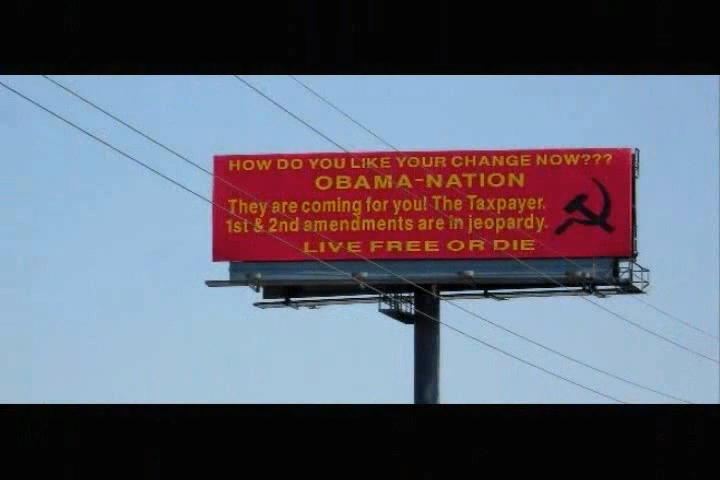 HOW DO YOU LIKE YOUR CHANGE NOW???
OBAMA-NATION
They are coming for you! The Taxpayer.
1st & 2nd amendments are in jeopardy.
LIVE FREE OR DIE